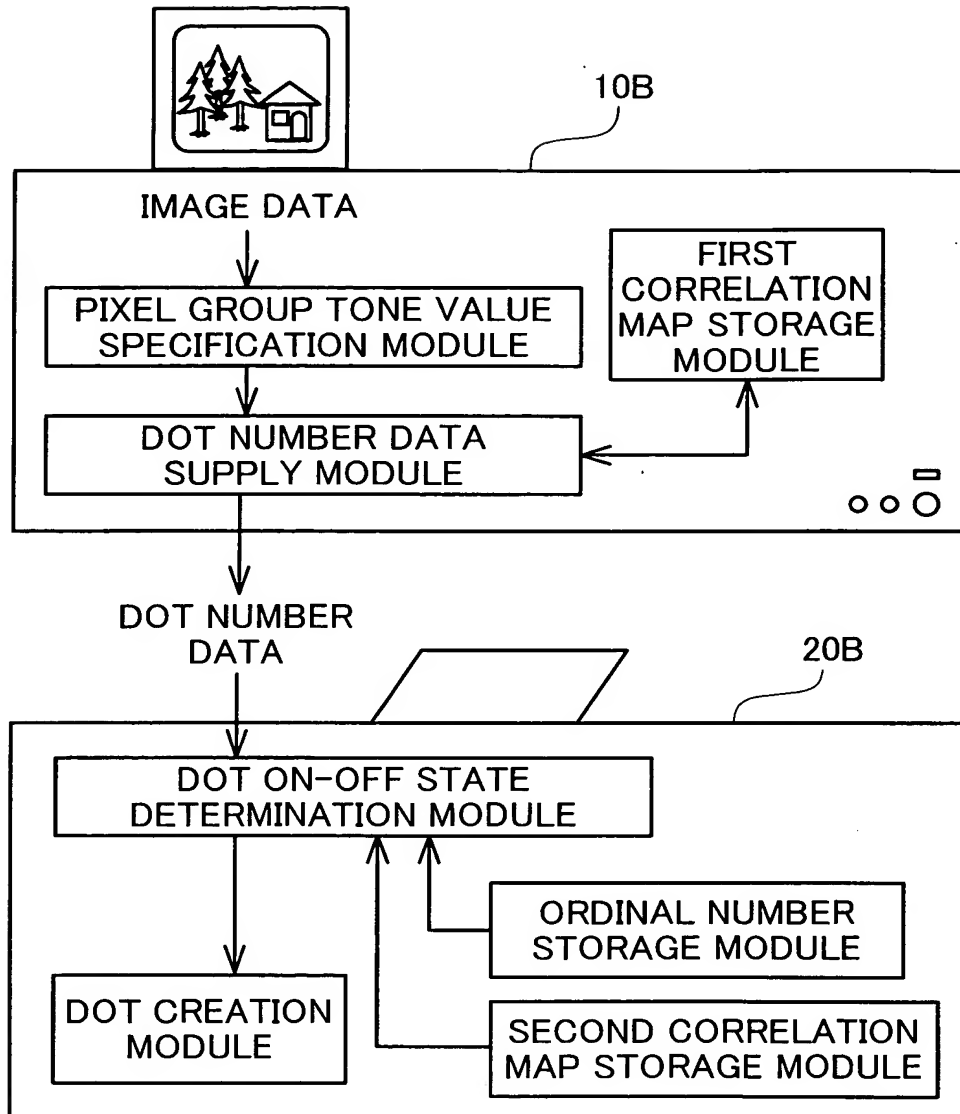 10B
IMAGE DATA
PIXEL GROUP TONE VALUE
SPECIFICATION MODULE
FIRST
CORRELATION
MAP STORAGE
MODULE
DOT NUMBER DATA
SUPPLY MODULE
DOT NUMBER
DATA
20B
DOT ON-OFF STATE
DETERMINATION MODULE
ORDINAL NUMBER
STORAGE MODULE
DOT CREATION
MODULE
SECOND CORRELATION
MAP STORAGE MODULE